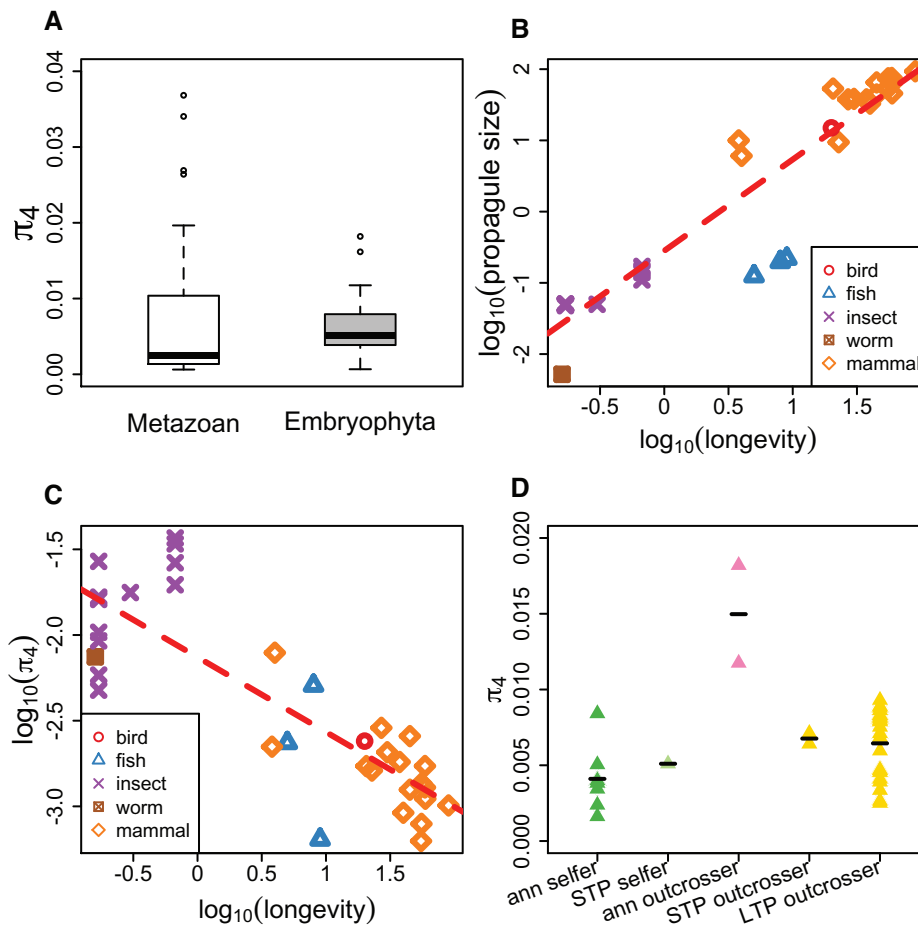 A
π4
0.00
0.01
0.02
0.03
0.04
Metazoan
Embryophyta
B
log10(propagule size)
-2
-1
0
1
2
bird
fish
insect
worm
mammal
-0.5
0
0.5
1
1.5
log10(longevity)
C
log10(π4)
-3.0
-2.5
-2.0
-1.5
bird
fish
insect
worm
mammal
-0.5
0
0.5
1
1.5
log10(longevity)
D
π4
0.000
0.005
0.010
0.015
0.020
ann selfer
STP selfer
ann outcrosser
STP outcrosser
LTP outcrosser